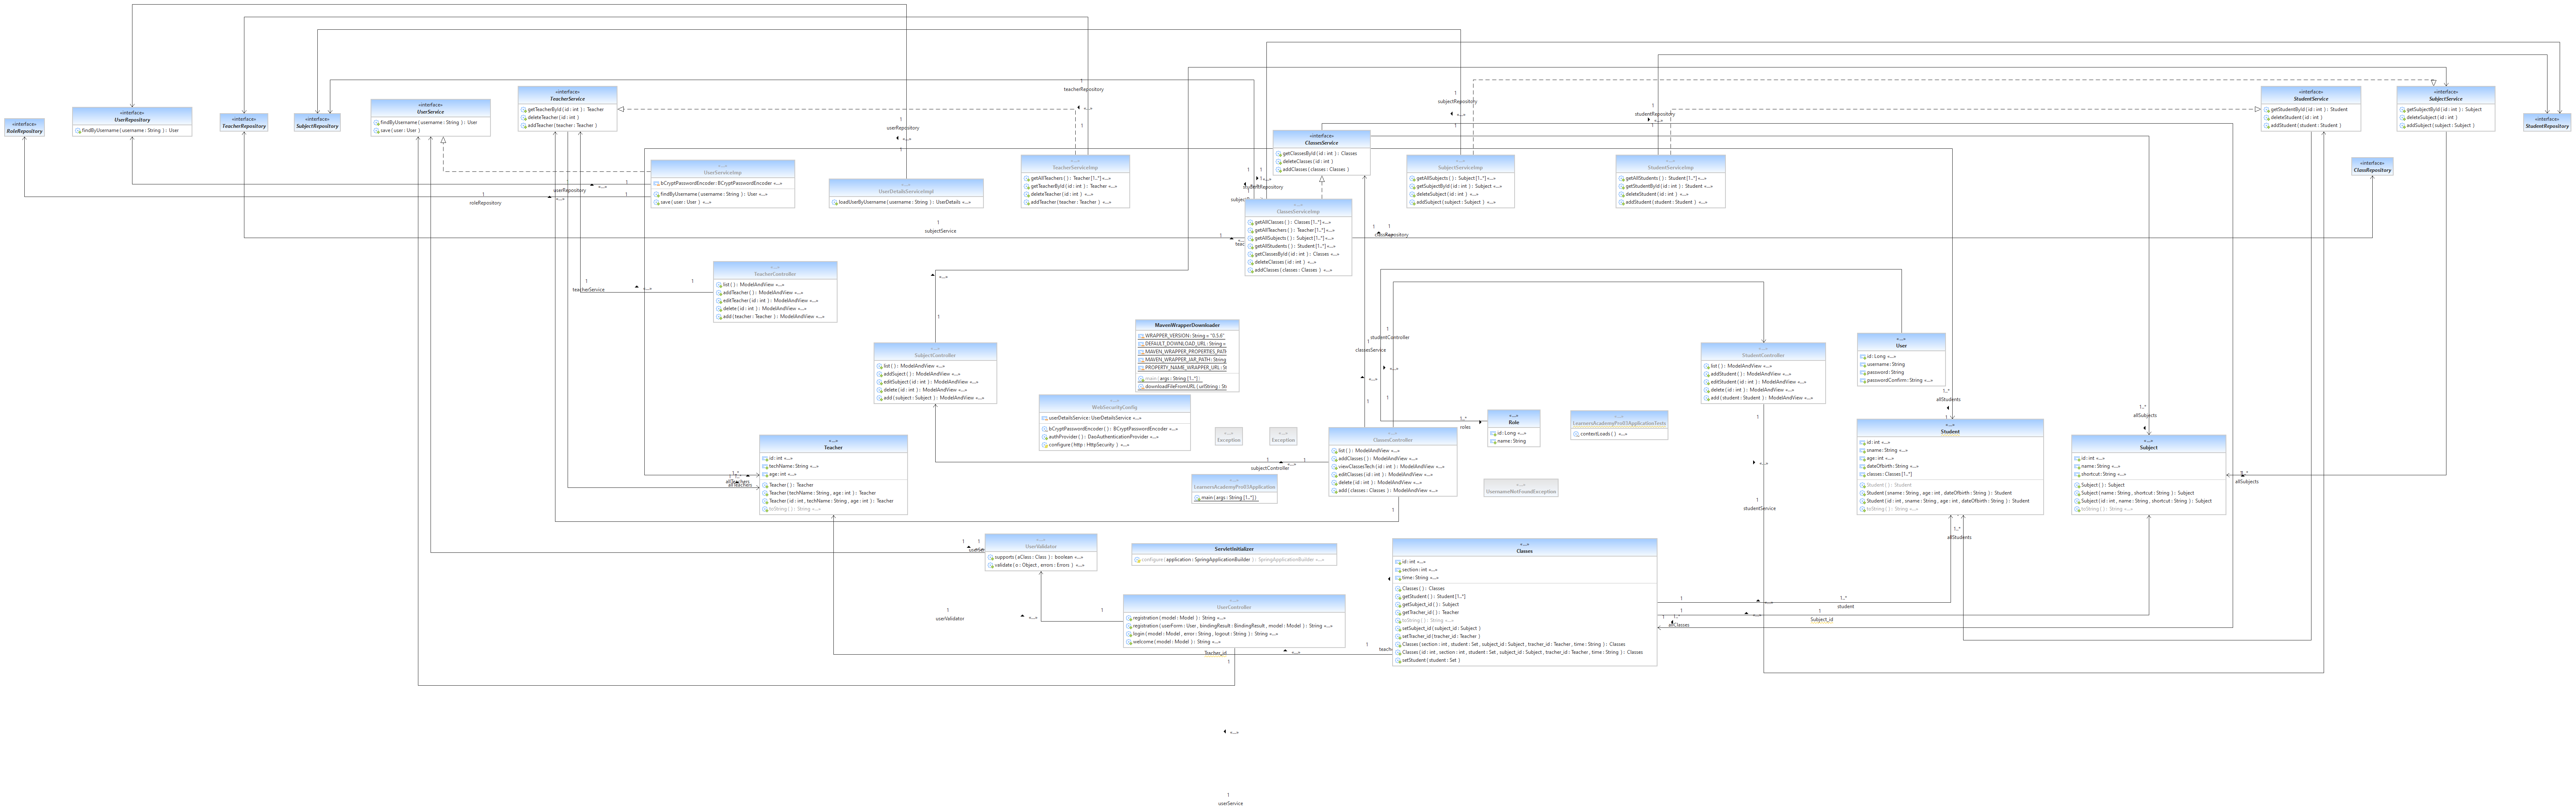 «interface»
RoleRepository
«interface»
UserRepository
findByUsername ( username : String ) : User
«interface»
TeacherRepository
«interface»
SubjectRepository
«interface»
UserService
findByUsername ( username : String ) : User
save ( user : User )
«interface»
TeacherService
getTeacherById ( id : int ) : Teacher
deleteTeacher ( id : int )
addTeacher ( teacher : Teacher )
«interface»
ClassesService
getClassesById ( id : int ) : Classes
deleteClasses ( id : int )
addClasses ( classes : Classes )
«interface»
StudentService
getStudentById ( id : int ) : Student
deleteStudent ( id : int )
addStudent ( student : Student )
«interface»
SubjectService
getSubjectById ( id : int ) : Subject
deleteSubject ( id : int )
addSubject ( subject : Subject )
«interface»
StudentRepository
«interface»
ClassRepository
«...»
UserServiceImp
bCryptPasswordEncoder : BCryptPasswordEncoder «...»
findByUsername ( username : String ) : User «...»
save ( user : User ) «...»
«...»
UserDetailsServiceImpl
loadUserByUsername ( username : String ) : UserDetails «...»
«...»
TeacherServiceImp
getAllTeachers ( ) : Teacher [1..*] «...»
getTeacherById ( id : int ) : Teacher «...»
deleteTeacher ( id : int ) «...»
addTeacher ( teacher : Teacher ) «...»
«...»
ClassesServiceImp
getAllClasses ( ) : Classes [1..*] «...»
getAllTeachers ( ) : Teacher [1..*] «...»
getAllSubjects ( ) : Subject [1..*] «...»
getAllStudents ( ) : Student [1..*] «...»
getClassesById ( id : int ) : Classes «...»
deleteClasses ( id : int ) «...»
addClasses ( classes : Classes ) «...»
«...»
SubjectServiceImp
getAllSubjects ( ) : Subject [1..*] «...»
getSubjectById ( id : int ) : Subject «...»
deleteSubject ( id : int ) «...»
addSubject ( subject : Subject ) «...»
«...»
StudentServiceImp
getAllStudents ( ) : Student [1..*] «...»
getStudentById ( id : int ) : Student «...»
deleteStudent ( id : int ) «...»
addStudent ( student : Student ) «...»
teacherRepository
userRepository
subjectRepository
studentRepository
userRepository
roleRepository
studentRepository
subjectService
classRepository
teacherService
«...»
TeacherController
list ( ) : ModelAndView «...»
addTeacher ( ) : ModelAndView «...»
editTeacher ( id : int ) : ModelAndView «...»
delete ( id : int ) : ModelAndView «...»
add ( teacher : Teacher ) : ModelAndView «...»
«...»
SubjectController
list ( ) : ModelAndView «...»
addSuject ( ) : ModelAndView «...»
editSubject ( id : int ) : ModelAndView «...»
delete ( id : int ) : ModelAndView «...»
add ( subject : Subject ) : ModelAndView «...»
MavenWrapperDownloader
WRAPPER_VERSION : String = "0.5.6"
DEFAULT_DOWNLOAD_URL : String =
MAVEN_WRAPPER_PROPERTIES_PATH
MAVEN_WRAPPER_JAR_PATH : String
PROPERTY_NAME_WRAPPER_URL : St
main ( args : String [1..*] )
downloadFileFromURL ( urlString : St
studentController
classesService
«...»
StudentController
list ( ) : ModelAndView «...»
addStudent ( ) : ModelAndView «...»
editStudent ( id : int ) : ModelAndView «...»
delete ( id : int ) : ModelAndView «...»
add ( student : Student ) : ModelAndView «...»
«...»
User
id : Long «...»
username : String
password : String
passwordConfirm : String «...»
«...»
WebSecurityConfig
userDetailsService : UserDetailsService «...»
bCryptPasswordEncoder ( ) : BCryptPasswordEncoder «...»
authProvider ( ) : DaoAuthenticationProvider «...»
configure ( http : HttpSecurity ) «...»
«...»
Exception
«...»
Exception
«...»
ClassesController
list ( ) : ModelAndView «...»
addClasses ( ) : ModelAndView «...»
viewClassesTech ( id : int ) : ModelAndView «...»
editClasses ( id : int ) : ModelAndView «...»
delete ( id : int ) : ModelAndView «...»
add ( classes : Classes ) : ModelAndView «...»
1..*
roles
«...»
Role
id : Long «...»
name : String
«...»
LearnersAcademyPro03ApplicationTests
contextLoads ( ) «...»
1..*
allStudents
1..*
allSubjects
«...»
Teacher
id : int «...»
techName : String «...»
age : int «...»
Teacher ( ) : Teacher
Teacher ( techName : String , age : int ) : Teacher
Teacher ( id : int , techName : String , age : int ) : Teacher
toString ( ) : String «...»
allTeachers
subjectController
«...»
LearnersAcademyPro03Application
main ( args : String [1..*] )
«...»
UsernameNotFoundException
studentService
«...»
Student
id : int «...»
sname : String «...»
age : int «...»
dateOfbirth : String «...»
classes : Classes [1..*]
Student ( ) : Student
Student ( sname : String , age : int , dateOfbirth : String ) : Student
Student ( id : int , sname : String , age : int , dateOfbirth : String ) : Student
toString ( ) : String «...»
«...»
Subject
id : int «...»
name : String «...»
shortcut : String «...»
Subject ( ) : Subject
Subject ( name : String , shortcut : String ) : Subject
Subject ( id : int , name : String , shortcut : String ) : Subject
toString ( ) : String «...»
allSubjects
1..*
allStudents
«...»
UserValidator
supports ( aClass : Class ) : boolean «...»
validate ( o : Object , errors : Errors ) «...»
ServletInitializer
configure ( application : SpringApplicationBuilder ) : SpringApplicationBuilder «...»
«...»
Classes
id : int «...»
section : int «...»
time : String «...»
Classes ( ) : Classes
getStudent ( ) : Student [1..*]
getSubject_id ( ) : Subject
getTracher_id ( ) : Teacher
toString ( ) : String «...»
setSubject_id ( subject_id : Subject )
setTracher_id ( tracher_id : Teacher )
Classes ( section : int , student : Set , subject_id : Subject , tracher_id : Teacher , time : String ) : Classes
Classes ( id : int , section : int , student : Set , subject_id : Subject , tracher_id : Teacher , time : String ) : Classes
setStudent ( student : Set )
1..*
student
1
Subject_id
allClasses
userValidator
«...»
UserController
registration ( model : Model ) : String «...»
registration ( userForm : User , bindingResult : BindingResult , model : Model ) : String «...»
login ( model : Model , error : String , logout : String ) : String «...»
welcome ( model : Model ) : String «...»
Teacher_id
1
«...»
1
userService